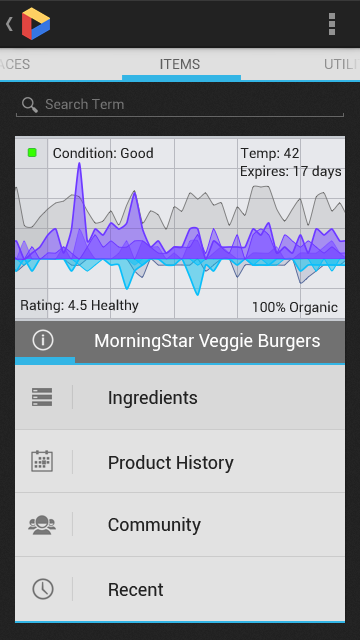 ACES
ITEMS
UTILI
Search Term
Condition: Good
Temp: 42
Expires: 17 days
Rating: 4.5 Healthy
100% Organic
MorningStar Veggie Burgers
Ingredients
Product History
Community
Recent